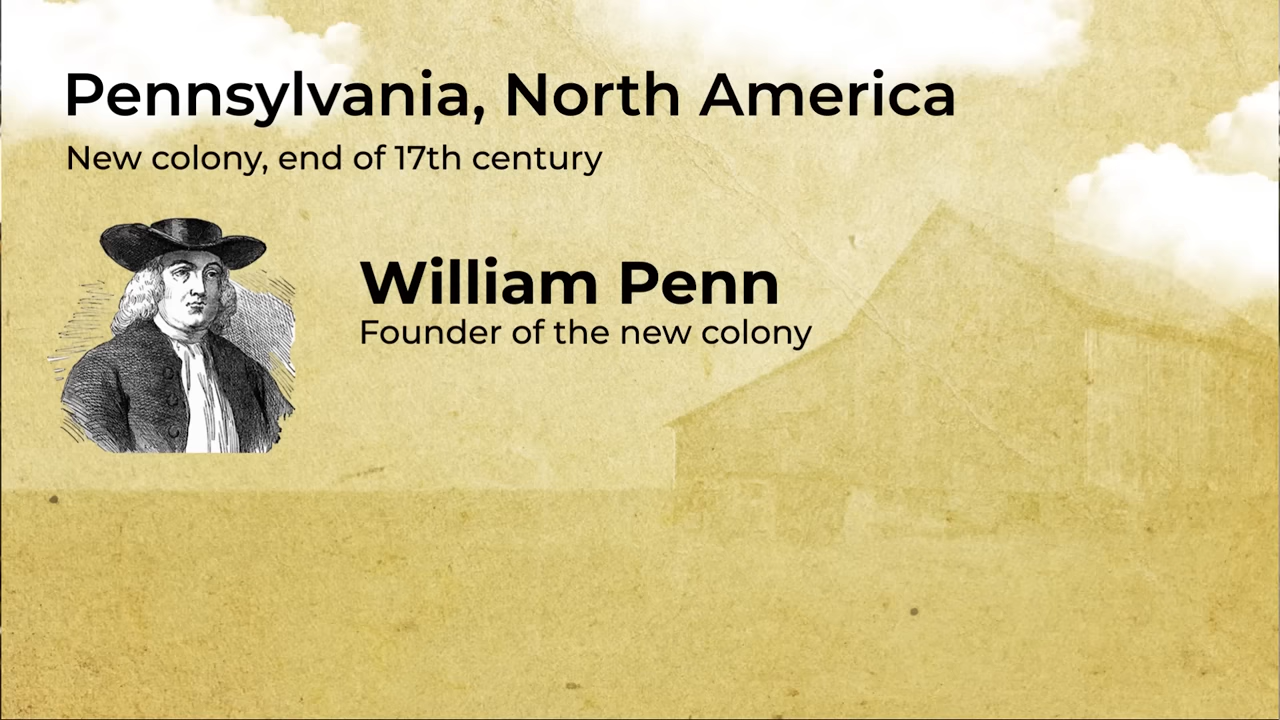 Pennsylvania, North America
New colony, end of 17th century
William Penn
Founder of the new colony